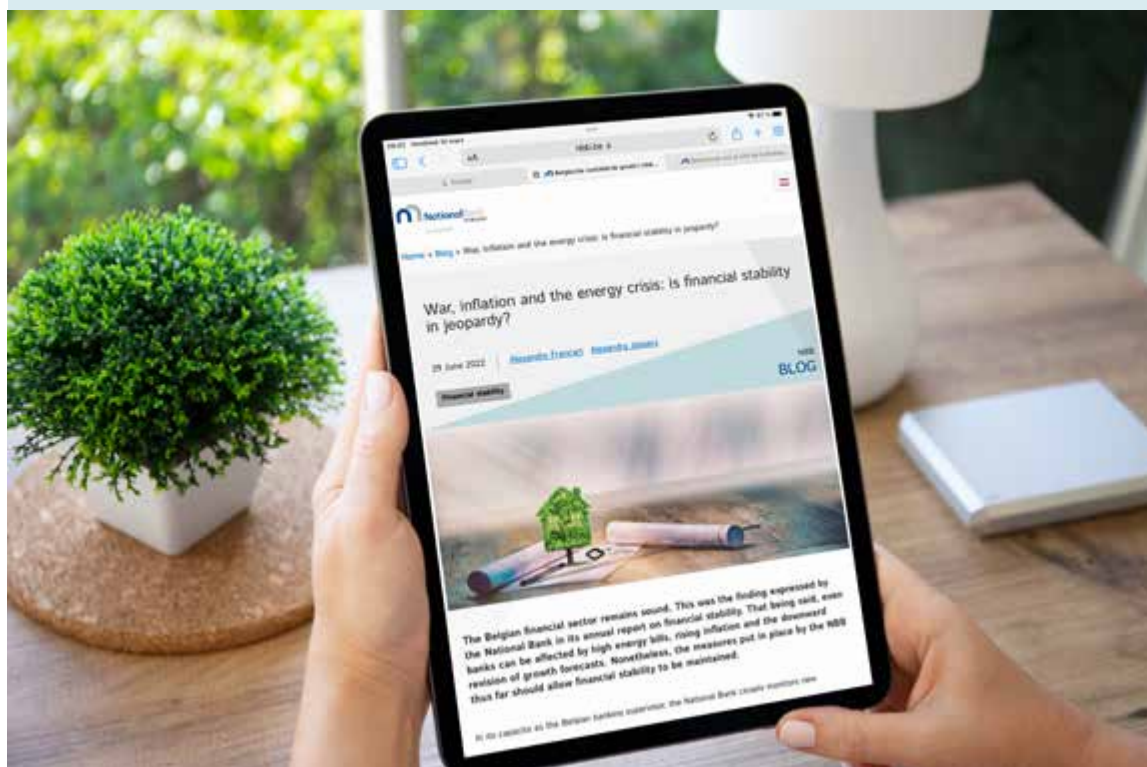 nbb.be
National
Home » Blog » War, inflation and the energy crisis: is financial stability in jeopardy?
War, inflation and the energy crisis: is financial stability
in jeopardy?
29 June 2022 Alexandre Francart
NBB
BLOG
Financial stability
The Belgian financial sector remains sound. This was the finding expressed by
the National Bank in its annual report on financial stability. That being said, even
banks can be affected by high energy bills, rising inflation and the downward
revision of growth forecasts. Nonetheless, the measures put in place by the NBB
thus far should allow financial stability to be maintained.
In its capacity as the Belgian banking supervisor, the National Bank closely monitors new